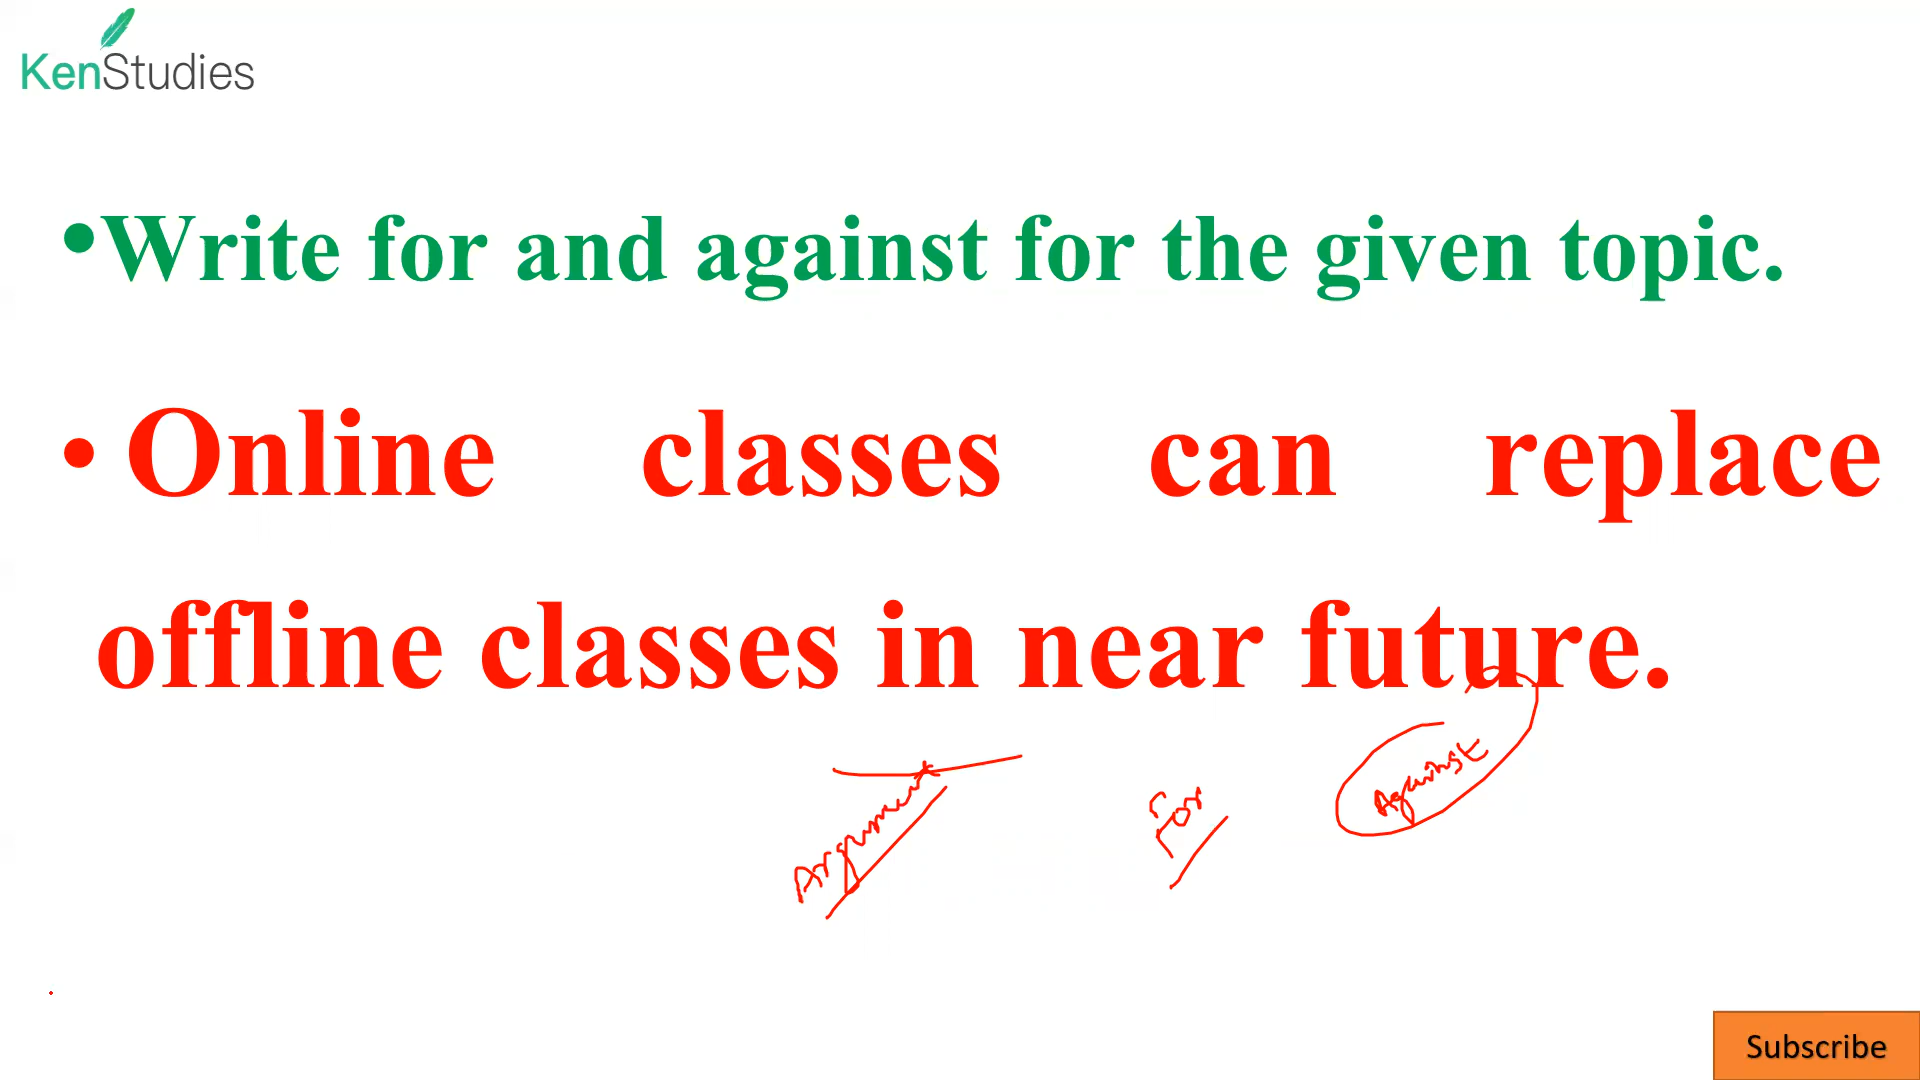 KenStudies
•Write for and against for the given topic.
• Online classes can replace
offline classes in near future.
Argument
For
Against
Subscribe